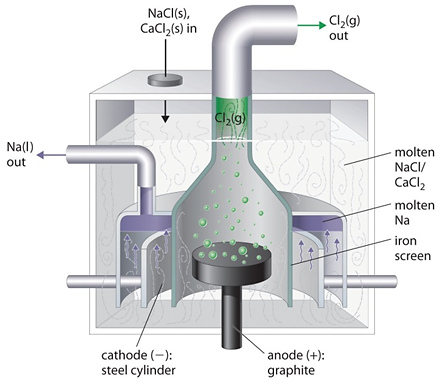 NaCl(s),
CaCl₂(s) in
Cl₂(g)
out
Cl₂(g)
Na(l)
out
molten
NaCl/
CaCl₂
molten
Na
iron
screen
cathode (−):
steel cylinder
anode (+):
graphite